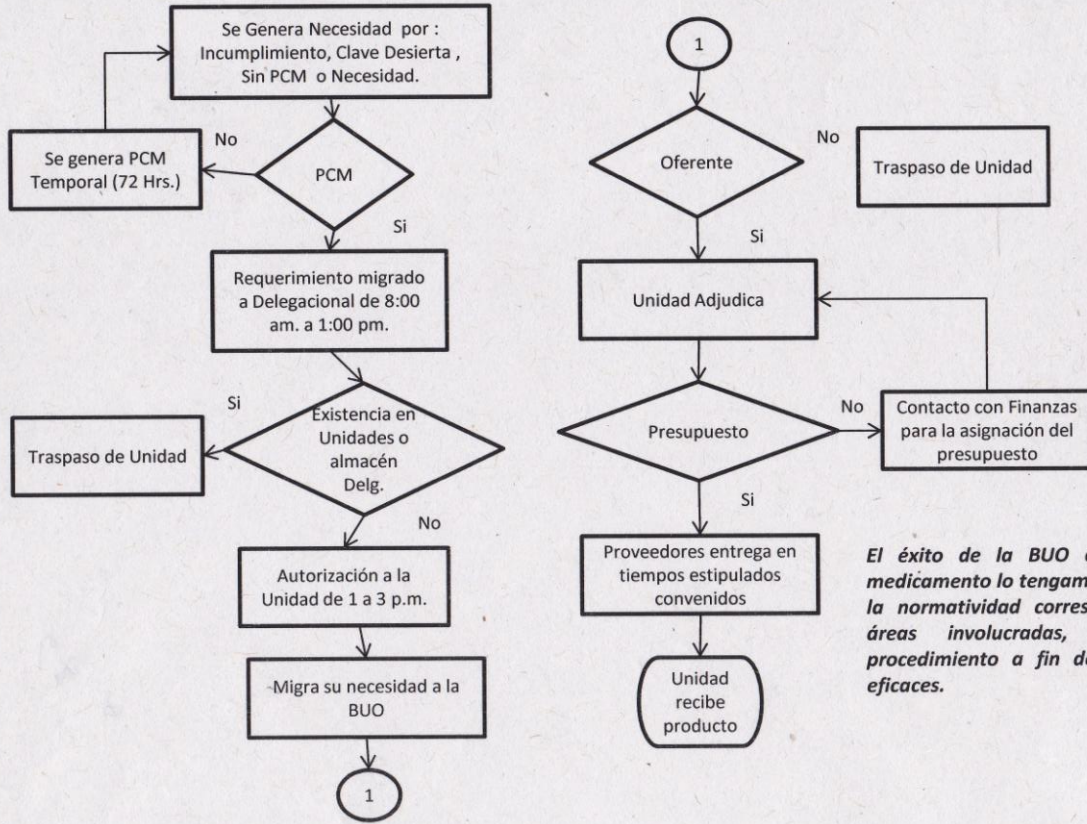 Se Genera Necesidad por :
Incumplimiento, Clave Desierta ,
Sin PCM o Necesidad.
No
Se genera PCM
Temporal (72 Hrs.)
PCM
Si
Requerimiento migrado
a Delegacional de 8:00
am. a 1:00 pm.
Si
Existencia en
Unidades o
almacén
Delg.
Traspaso de Unidad
No
Autorización a la
Unidad de 1 a 3 p.m.
Migra su necesidad a la
BUO
1
1
Oferente
No
Traspaso de Unidad
Si
Unidad Adjudica
Presupuesto
No
Contacto con Finanzas
para la asignación del
presupuesto
Si
Proveedores entrega en
tiempos estipulados
convenidos
Unidad
recibe
producto
El éxito de la BUO
medicamento lo
la normatividad
áreas involucradas,
procedimiento a fin
eficaces.